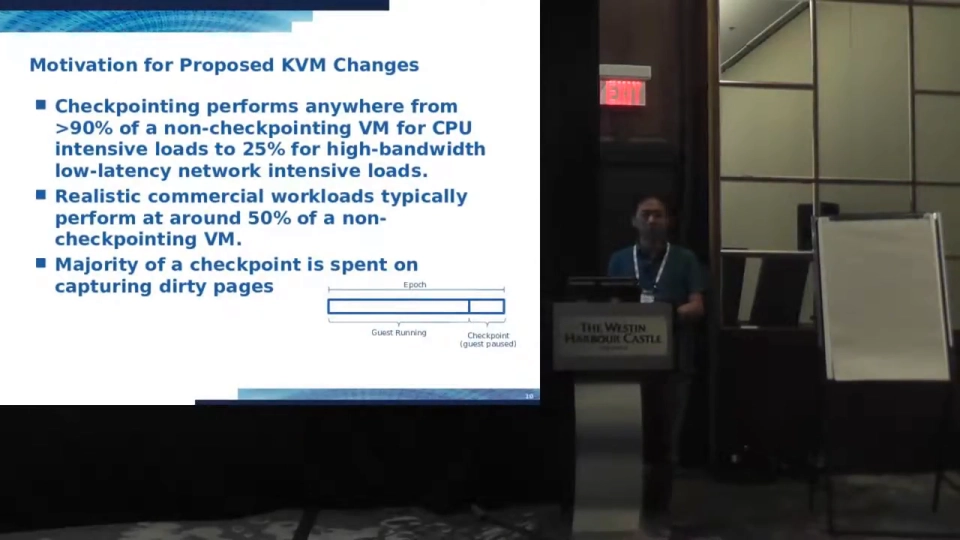 Motivation for Proposed KVM Changes
Checkpointing performs anywhere from
>90% of a non-checkpointing VM for CPU
intensive loads to 25% for high-bandwidth
low-latency network intensive loads.
Realistic commercial workloads typically
perform at around 50% of a non-
checkpointing VM.
Majority of a checkpoint is spent on
capturing dirty pages
Epoch
Guest Running
Checkpoint
(guest paused)
10
EXIT
THE WESTIN
HARBOUR CASTLE